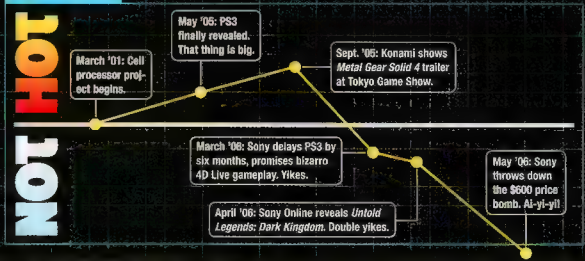 HOT
NOT
March '01: Cell
processor proj-
ect begins.
May '05: PS3
finally revealed.
That thing is big.
Sept. '05: Konami shows
Metal Gear Solid 4 trailer
at Tokyo Game Show.
March '06: Sony delays PS3 by
six months, promises bizarro
4D Live gameplay. Yikes.
April '06: Sony Online reveals Untold
Legends: Dark Kingdom. Double yikes.
May '06: Sony
throws down
the $600 price
bomb. Ai-yi-yi!